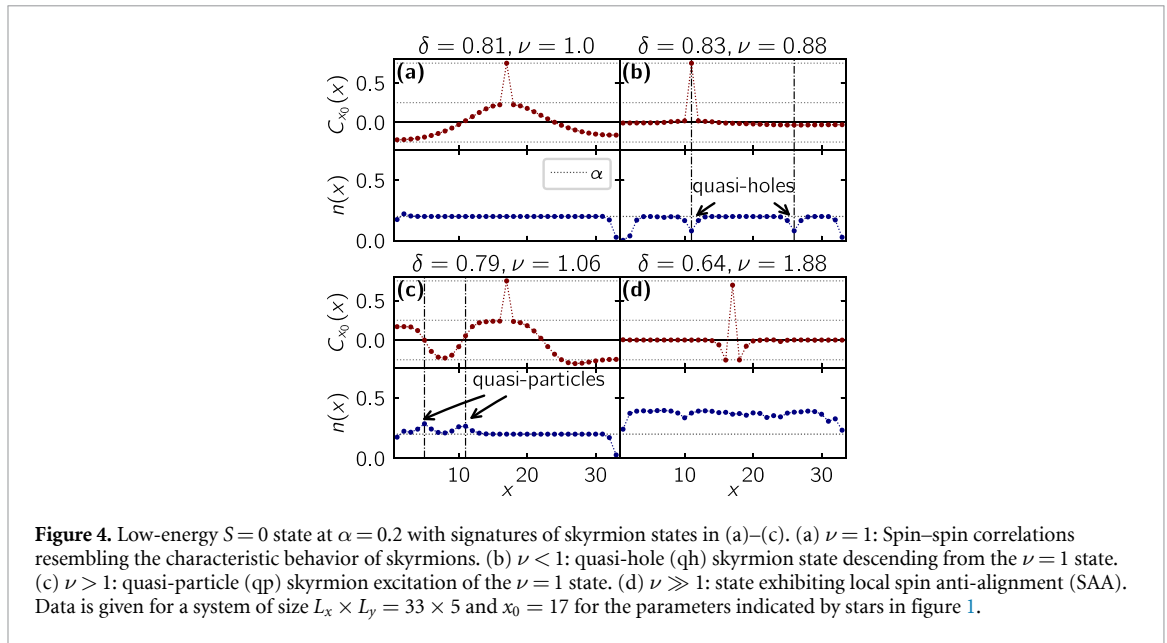 δ = 0.81, ν = 1.0 δ = 0.83, ν = 0.88
(a) (b)
0.5
0.0
C_{x_0}(x)
α
quasi-holes
0.5
0.0
n(x)
10 20 30 10 20 30
δ = 0.79, ν = 1.06 δ = 0.64, ν = 1.88
(c) (d)
0.5
0.0
C_{x_0}(x)
quasi-particles
0.5
0.0
n(x)
10 20 30 10 20 30
x x
Figure 4. Low-energy S = 0 state at α = 0.2 with signatures of skyrmion states in (a)–(c). (a) ν = 1: Spin–spin correlations
resembling the characteristic behavior of skyrmions. (b) ν < 1: quasi-hole (qh) skyrmion state descending from the ν = 1 state.
(c) ν > 1: quasi-particle (qp) skyrmion excitation of the ν = 1 state. (d) ν ≫ 1: state exhibiting local spin anti-alignment (SAA).
Data is given for a system of size L_x × L_y = 33 × 5 and x_0 = 17 for the parameters indicated by stars in figure 1.